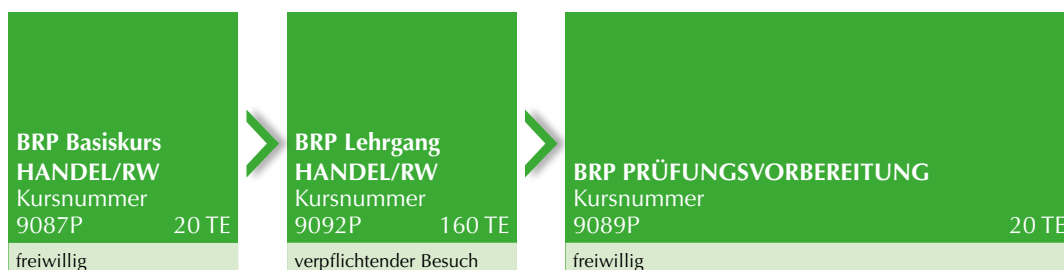 BRP Basiskurs
HANDEL/RW
Kursnummer
9087P 20 TE
freiwillig
BRP Lehrgang
HANDEL/RW
Kursnummer
9092P 160 TE
verpflichtender Besuch
BRP PRÜFUNGSVORBEREITUNG
Kursnummer
9089P 20 TE
freiwillig